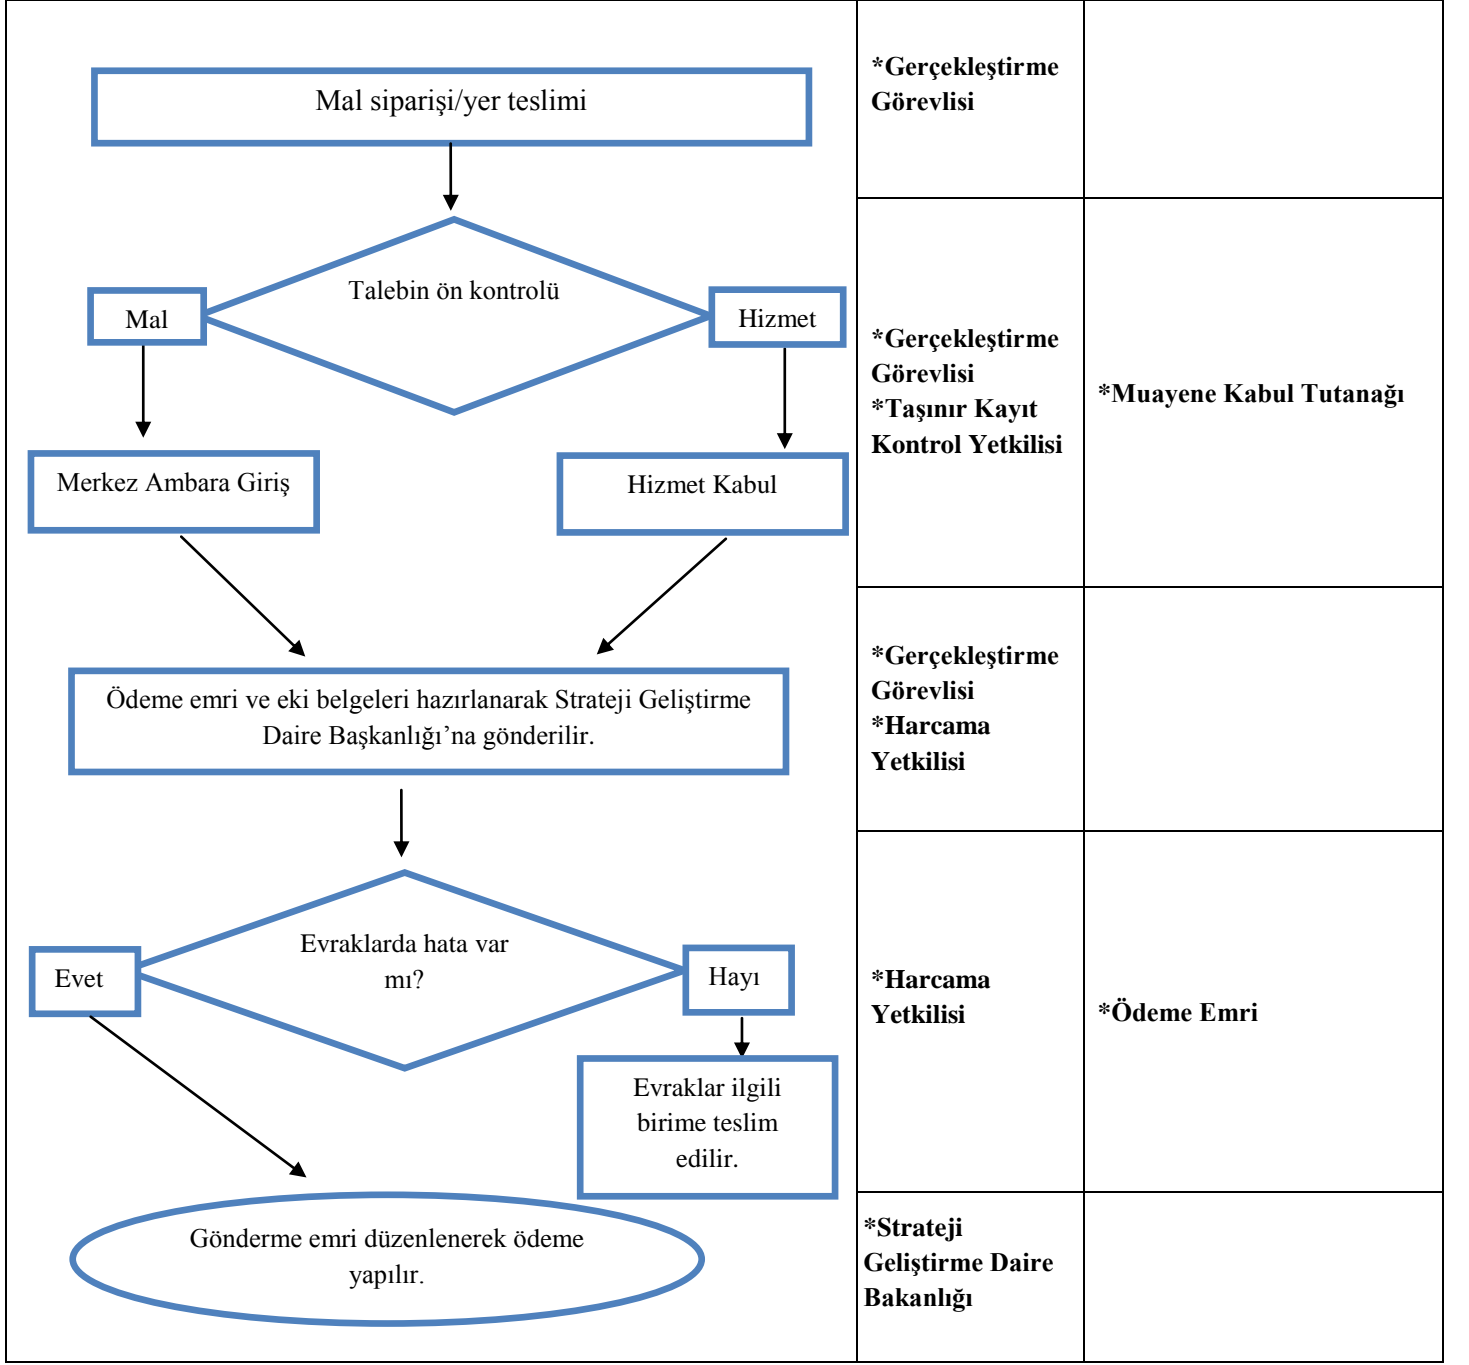 Mal siparişi/yer teslimi
*Gerçekleştirme
Görevlisi
Talebin ön kontrolü
Mal
Hizmet
Merkez Ambara Giriş
Hizmet Kabul
*Gerçekleştirme
Görevlisi
*Taşınır Kayıt
Kontrol Yetkilisi
*Muayene Kabul Tutanağı
Ödeme emri ve eki belgeleri hazırlanarak Strateji Geliştirme
Daire Başkanlığı’na gönderilir.
*Gerçekleştirme
Görevlisi
*Harcama
Yetkilisi
Evraklarda hata var
mı?
Evet
Hayı
Evraklar ilgili
birime teslim
edilir.
*Harcama
Yetkilisi
*Ödeme Emri
Gönderme emri düzenlenerek ödeme
yapılır.
*Strateji
Geliştirme Daire
Bakanlığı